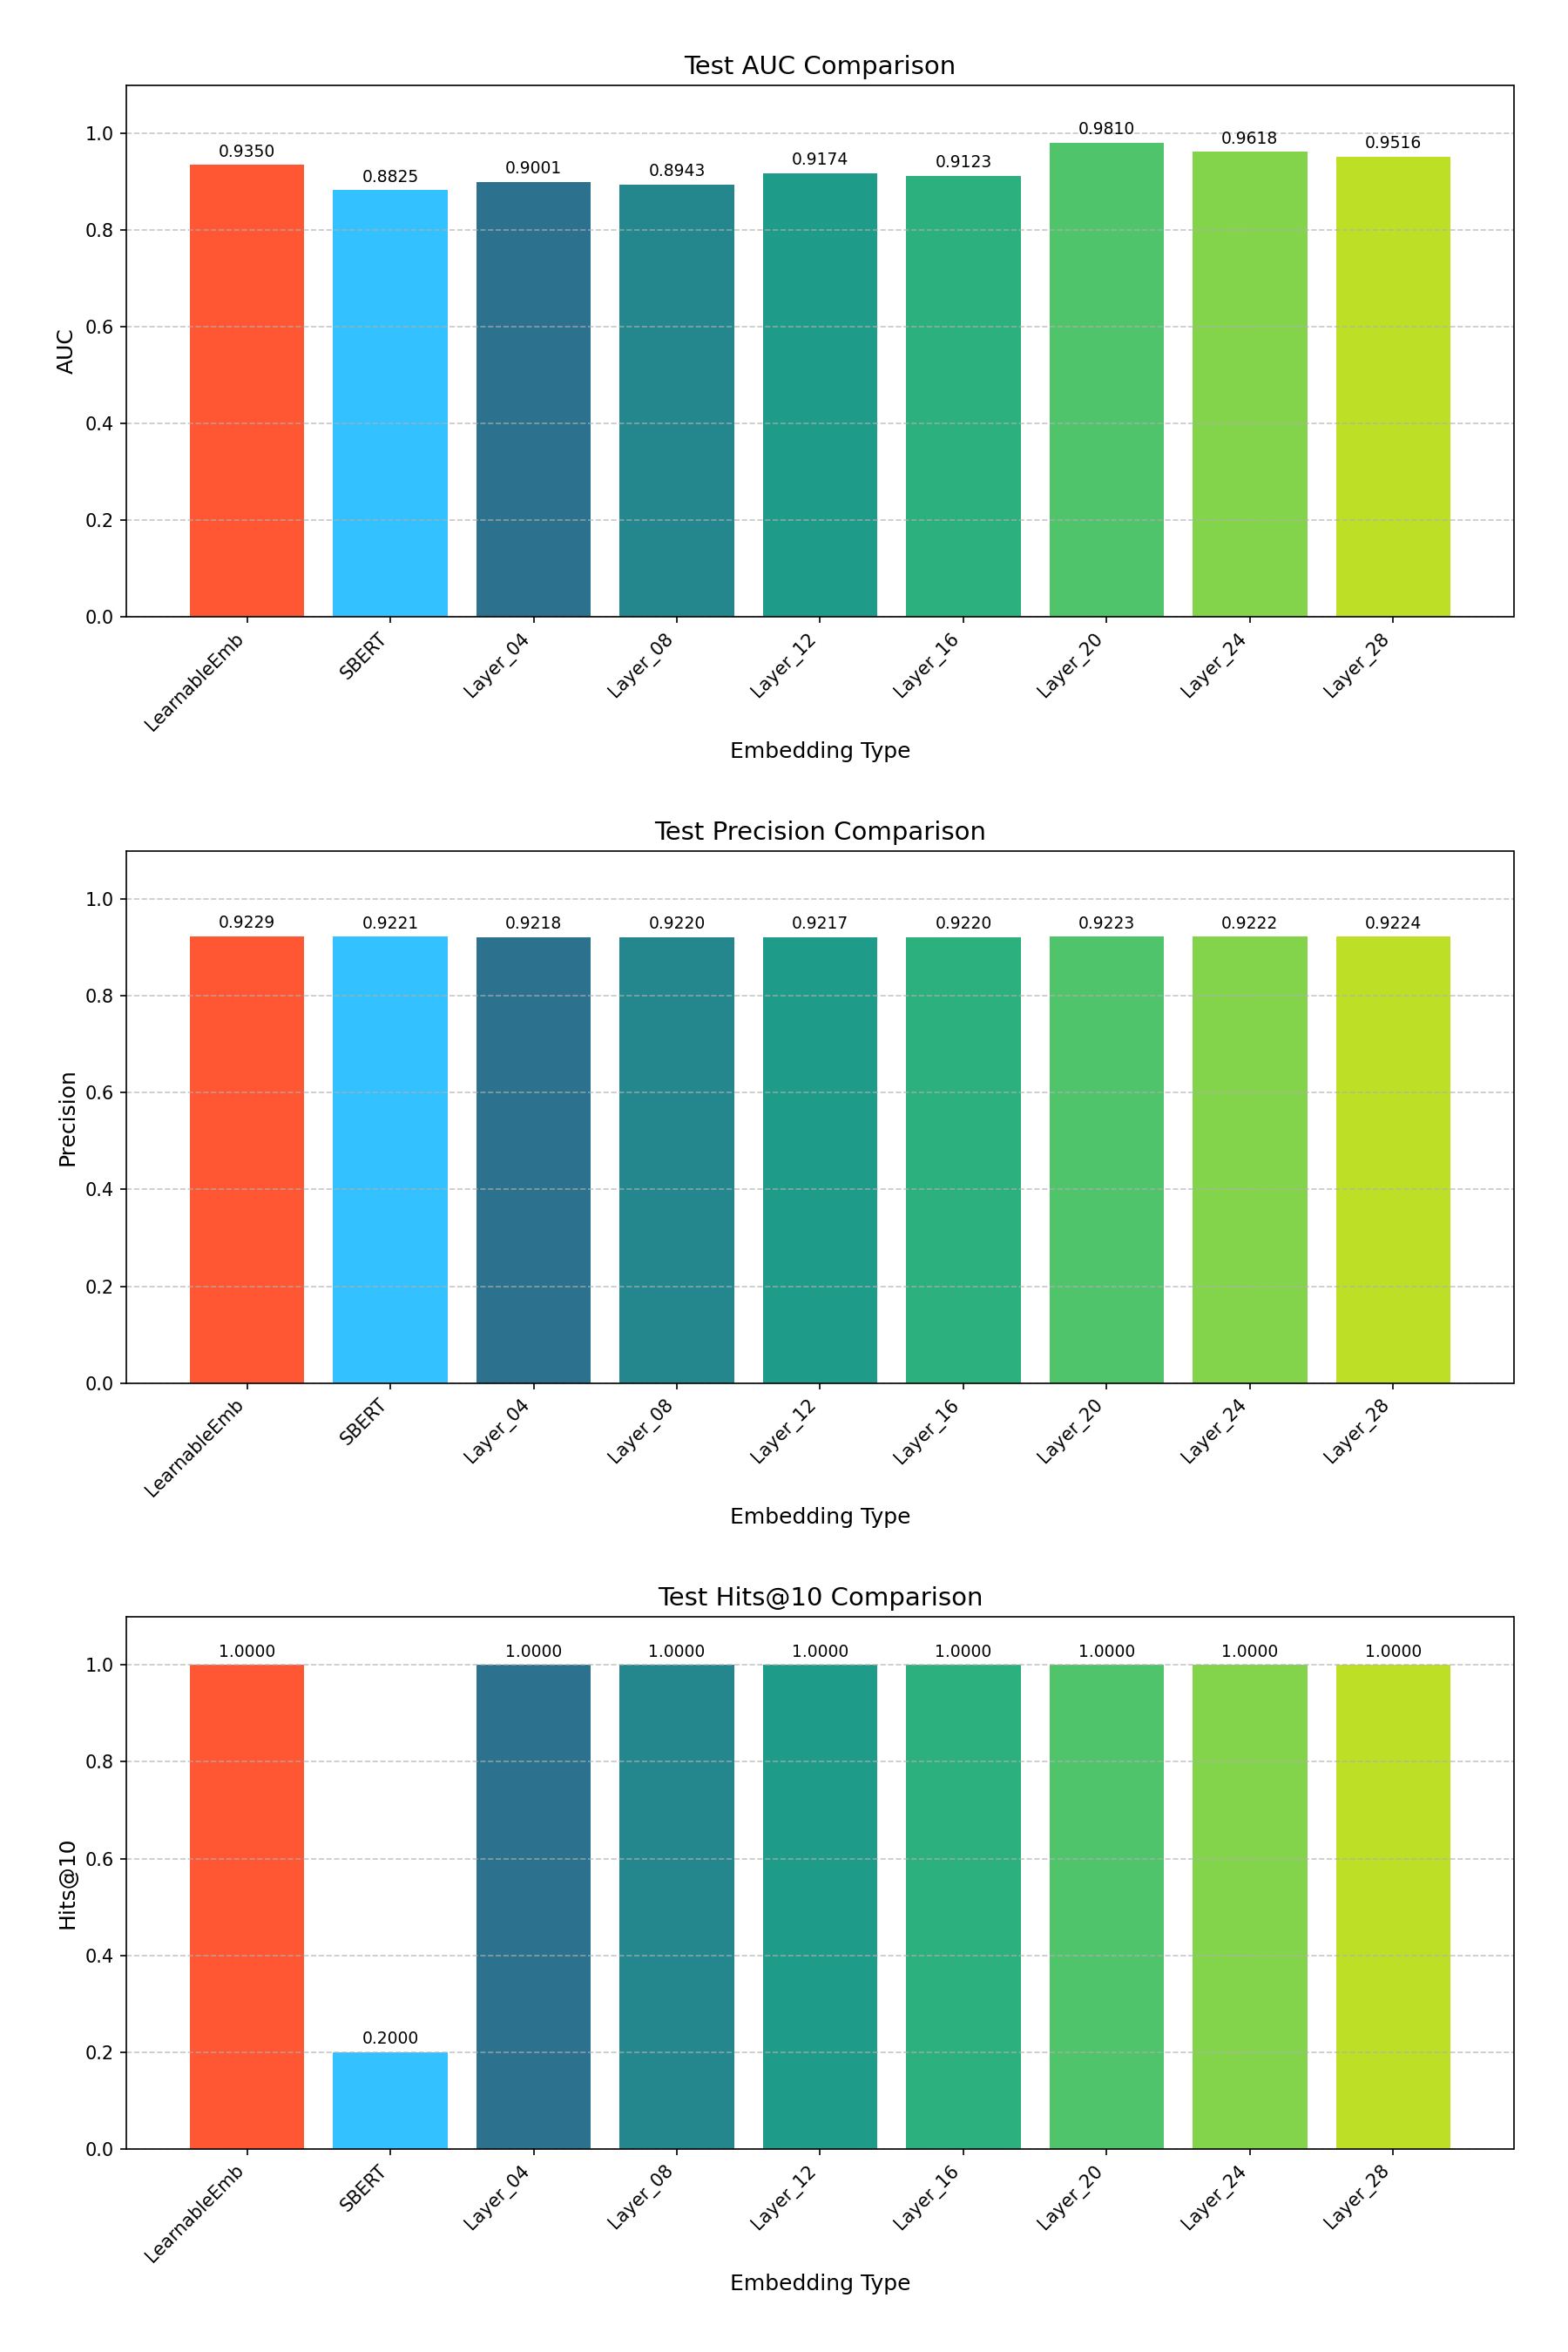 Test AUC Comparison
AUC
1.0
0.8
0.6
0.4
0.2
0.0
0.9350
0.8825
0.9001
0.8943
0.9174
0.9123
0.9810
0.9618
0.9516
LearnableEmb
SBERT
Layer_04
Layer_08
Layer_12
Layer_16
Layer_20
Layer_24
Layer_28
Embedding Type
Test Precision Comparison
Precision
1.0
0.8
0.6
0.4
0.2
0.0
0.9229
0.9221
0.9218
0.9220
0.9217
0.9220
0.9223
0.9222
0.9224
LearnableEmb
SBERT
Layer_04
Layer_08
Layer_12
Layer_16
Layer_20
Layer_24
Layer_28
Embedding Type
Test Hits@10 Comparison
Hits@10
1.0
0.8
0.6
0.4
0.2
0.0
1.0000
0.2000
1.0000
1.0000
1.0000
1.0000
1.0000
1.0000
1.0000
LearnableEmb
SBERT
Layer_04
Layer_08
Layer_12
Layer_16
Layer_20
Layer_24
Layer_28
Embedding Type